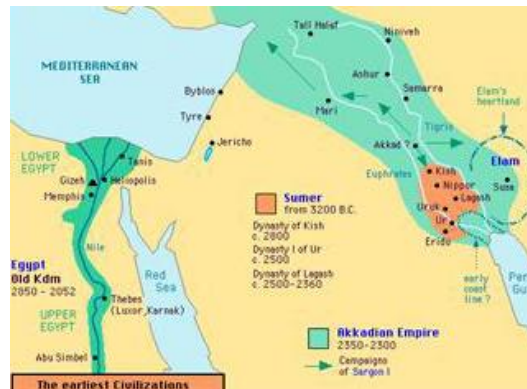 Tall Halaf
Nineveh
MEDITERRANEAN
SEA
Ashur
Samarra
Elam's
heartland
Byblos
Mari
Tyre
Tigris
Jericho
Akkad ?
Elam
LOWER
EGYPT
Tanis
Gizeh
Heliopolis
Memphis
Euphrates
Kish
Nippur
Susa
Lagash
Uruk
Ur
Eridu
Sumer
from 3200 B.C.
Dynasty of Kish
c. 2800
Dynasty I of Ur
c. 2500
Dynasty of Lagash
c. 2500-2360
Nile
Egypt
Old Kdm
2850 - 2052
Red
Sea
early
coast
line ?
Per
Gu
Thebes
(Luxor, Karnak)
UPPER
EGYPT
Akkadian Empire
2350-2300
Campaigns
of Sargon I
Abu Simbel
The earliest Civilizations